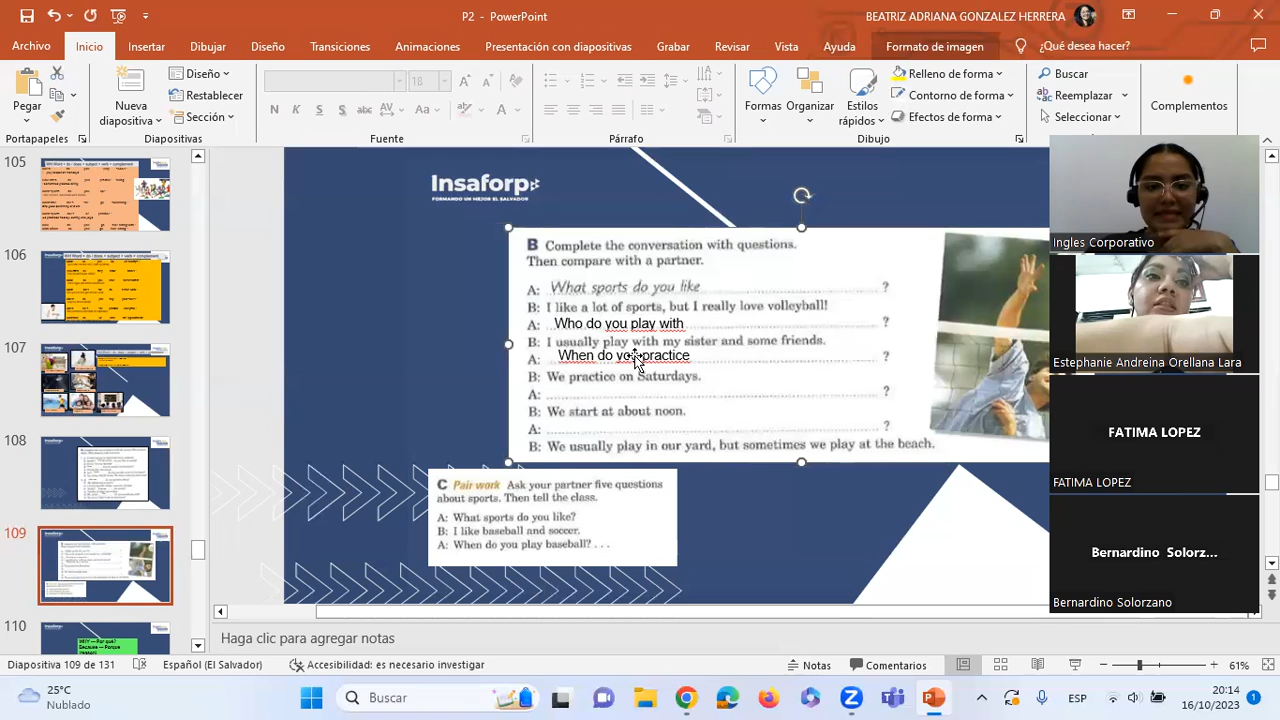 P2 - PowerPoint
BEATRIZ ADRIANA GONZALEZ HERRERA
Archivo Inicio Insertar Dibujar Diseño Transiciones Animaciones Presentación con diapositivas Grabar Revisar Vista Ayuda Formato de imagen ¿Qué desea hacer?
Pegar
Portapapeles
Nueva
diapositiva
Diseño
Restablecer
Sección
Diapositivas
18
N K S abc AV Aa A
Fuente
Párrafo
Formas
Organizar
Estilos
rápidos
Relleno de forma
Contorno de forma
Efectos de forma
Dibujo
Buscar
Reemplazar
Seleccionar
Edición
Complementos
105
106
107
108
109
110
Insaforp
FORMANDO UN MEJOR EL SALVADOR
B Complete the conversation with questions.
Then compare with a partner.
A: What sports do you like ?
B: I like a lot of sports, but I really love volleyball!
A: Who do you play with ?
B: I usually play with my sister and some friends.
A: When do you practice ?
B: We practice on Saturdays.
A: ?
B: We start at about noon.
A: ?
B: We usually play in our yard, but sometimes we play at the beach.
C Pair work Ask your partner five questions
about sports. Then tell the class.
A: What sports do you like?
B: I like baseball and soccer.
A: When do you play baseball? . . .
Ingles Corporativo
Estephanie Andreina Orellana Lara
FATIMA LOPEZ
FATIMA LOPEZ
Bernardino Solorz...
Bernardino Solorzano
Haga clic para agregar notas
Diapositiva 109 de 131
Español (El Salvador)
Accesibilidad: es necesario investigar
Notas
Comentarios
61%
25°C
Nublado
Buscar
ESP
20:14
16/10/2023
1